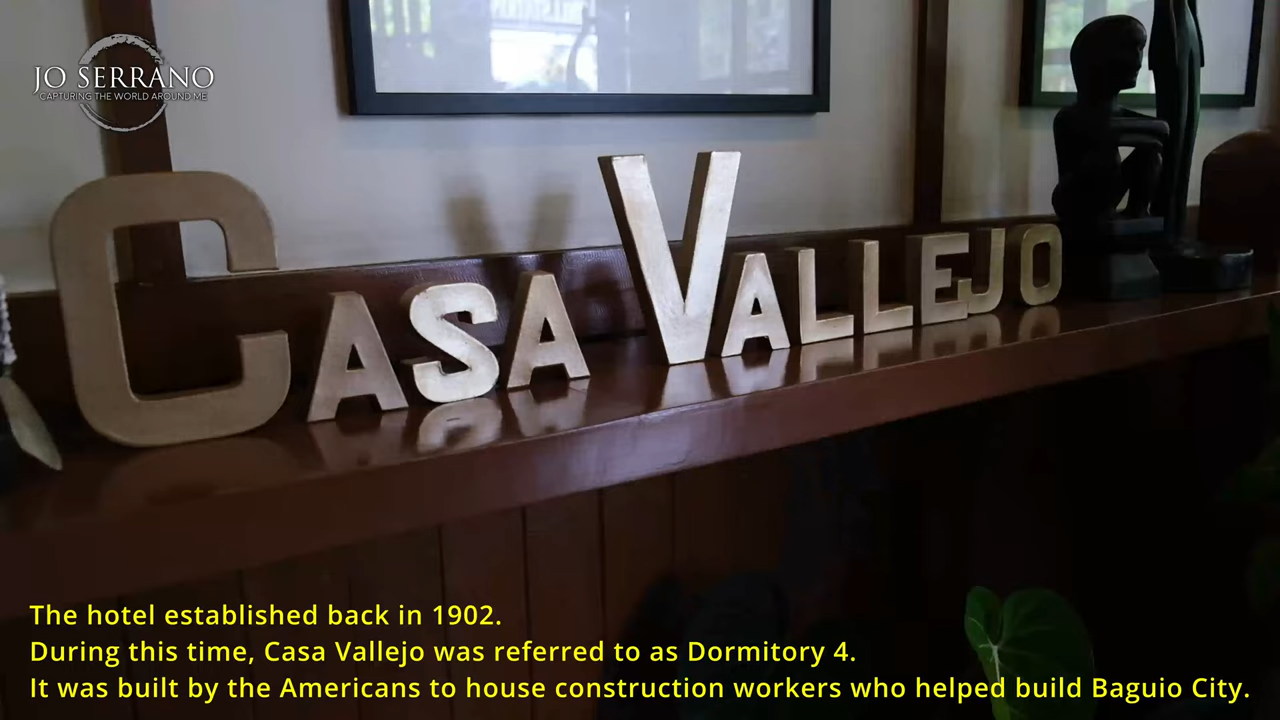 JO SERRANO
CAPTURING THE WORLD AROUND ME
CASA VALLEJO
The hotel established back in 1902.
During this time, Casa Vallejo was referred to as Dormitory 4.
It was built by the Americans to house construction workers who helped build Baguio City.